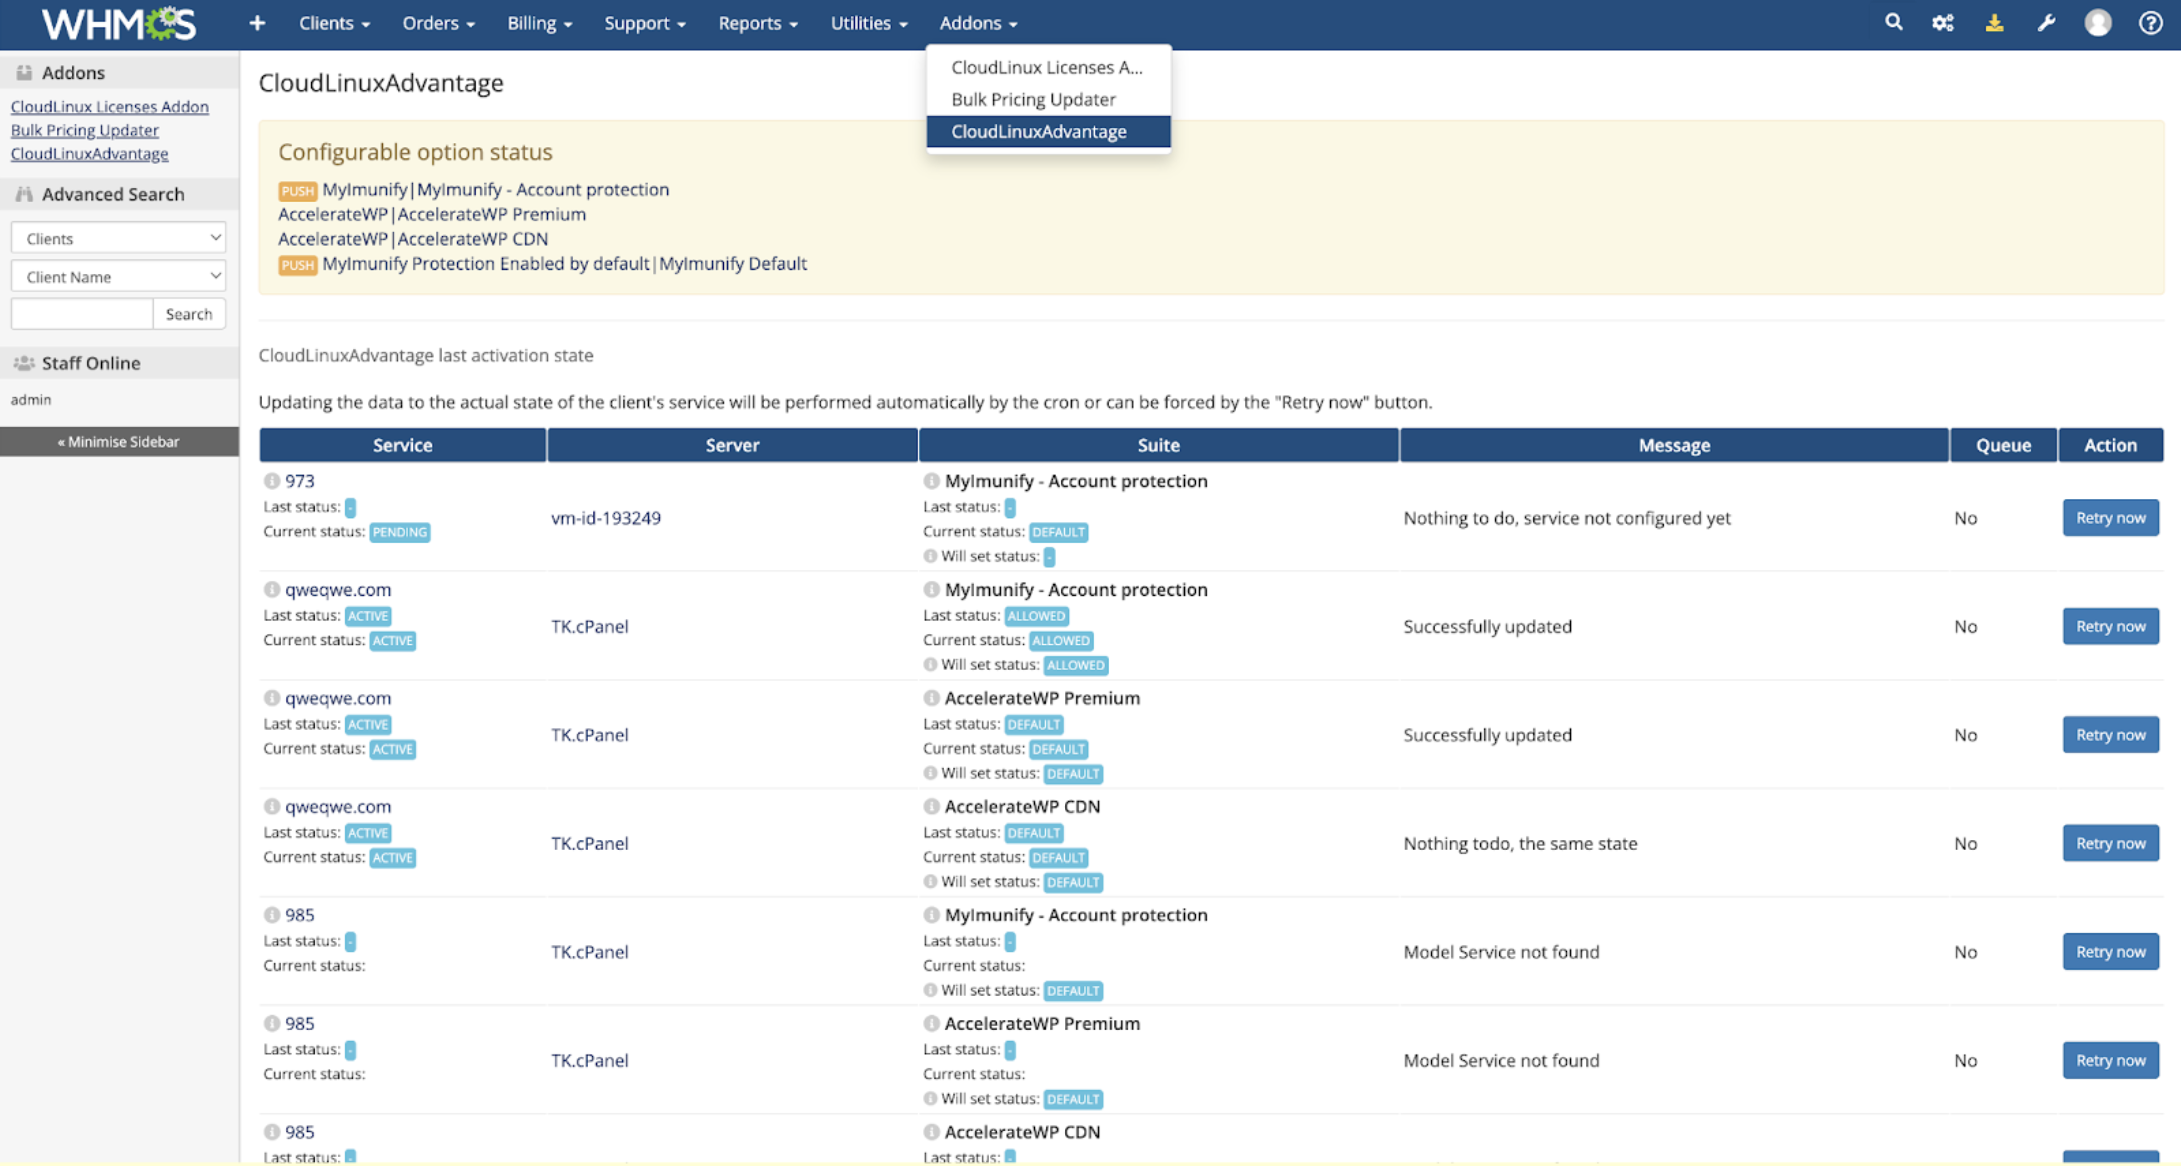 WHMCS
+ Clients Orders Billing Support Reports Utilities Addons
CloudLinux Licenses A...
Bulk Pricing Updater
CloudLinuxAdvantage
Addons
CloudLinux Licenses Addon
Bulk Pricing Updater
CloudLinuxAdvantage
Advanced Search
Clients
Client Name
Search
Staff Online
admin
« Minimise Sidebar
CloudLinuxAdvantage
Configurable option status
PUSH MyImunify|MyImunify - Account protection
AccelerateWP|AccelerateWP Premium
AccelerateWP|AccelerateWP CDN
PUSH MyImunify Protection Enabled by default|MyImunify Default
CloudLinuxAdvantage last activation state
Updating the data to the actual state of the client's service will be performed automatically by the cron or can be forced by the "Retry now" button.
Service Server Suite Message Queue Action
973
Last status: -
Current status: PENDING
vm-id-193249
MyImunify - Account protection
Last status: -
Current status: DEFAULT
Will set status: -
Nothing to do, service not configured yet
No
Retry now
qweqwe.com
Last status: ACTIVE
Current status: ACTIVE
TK.cPanel
MyImunify - Account protection
Last status: ALLOWED
Current status: ALLOWED
Will set status: ALLOWED
Successfully updated
No
Retry now
qweqwe.com
Last status: ACTIVE
Current status: ACTIVE
TK.cPanel
AccelerateWP Premium
Last status: DEFAULT
Current status: DEFAULT
Will set status: DEFAULT
Successfully updated
No
Retry now
qweqwe.com
Last status: ACTIVE
Current status: ACTIVE
TK.cPanel
AccelerateWP CDN
Last status: DEFAULT
Current status: DEFAULT
Will set status: DEFAULT
Nothing todo, the same state
No
Retry now
985
Last status: -
Current status:
TK.cPanel
MyImunify - Account protection
Last status: -
Current status:
Will set status: DEFAULT
Model Service not found
No
Retry now
985
Last status: -
Current status:
TK.cPanel
AccelerateWP Premium
Last status: -
Current status:
Will set status: DEFAULT
Model Service not found
No
Retry now
985
Last status: -
AccelerateWP CDN
Last status: -